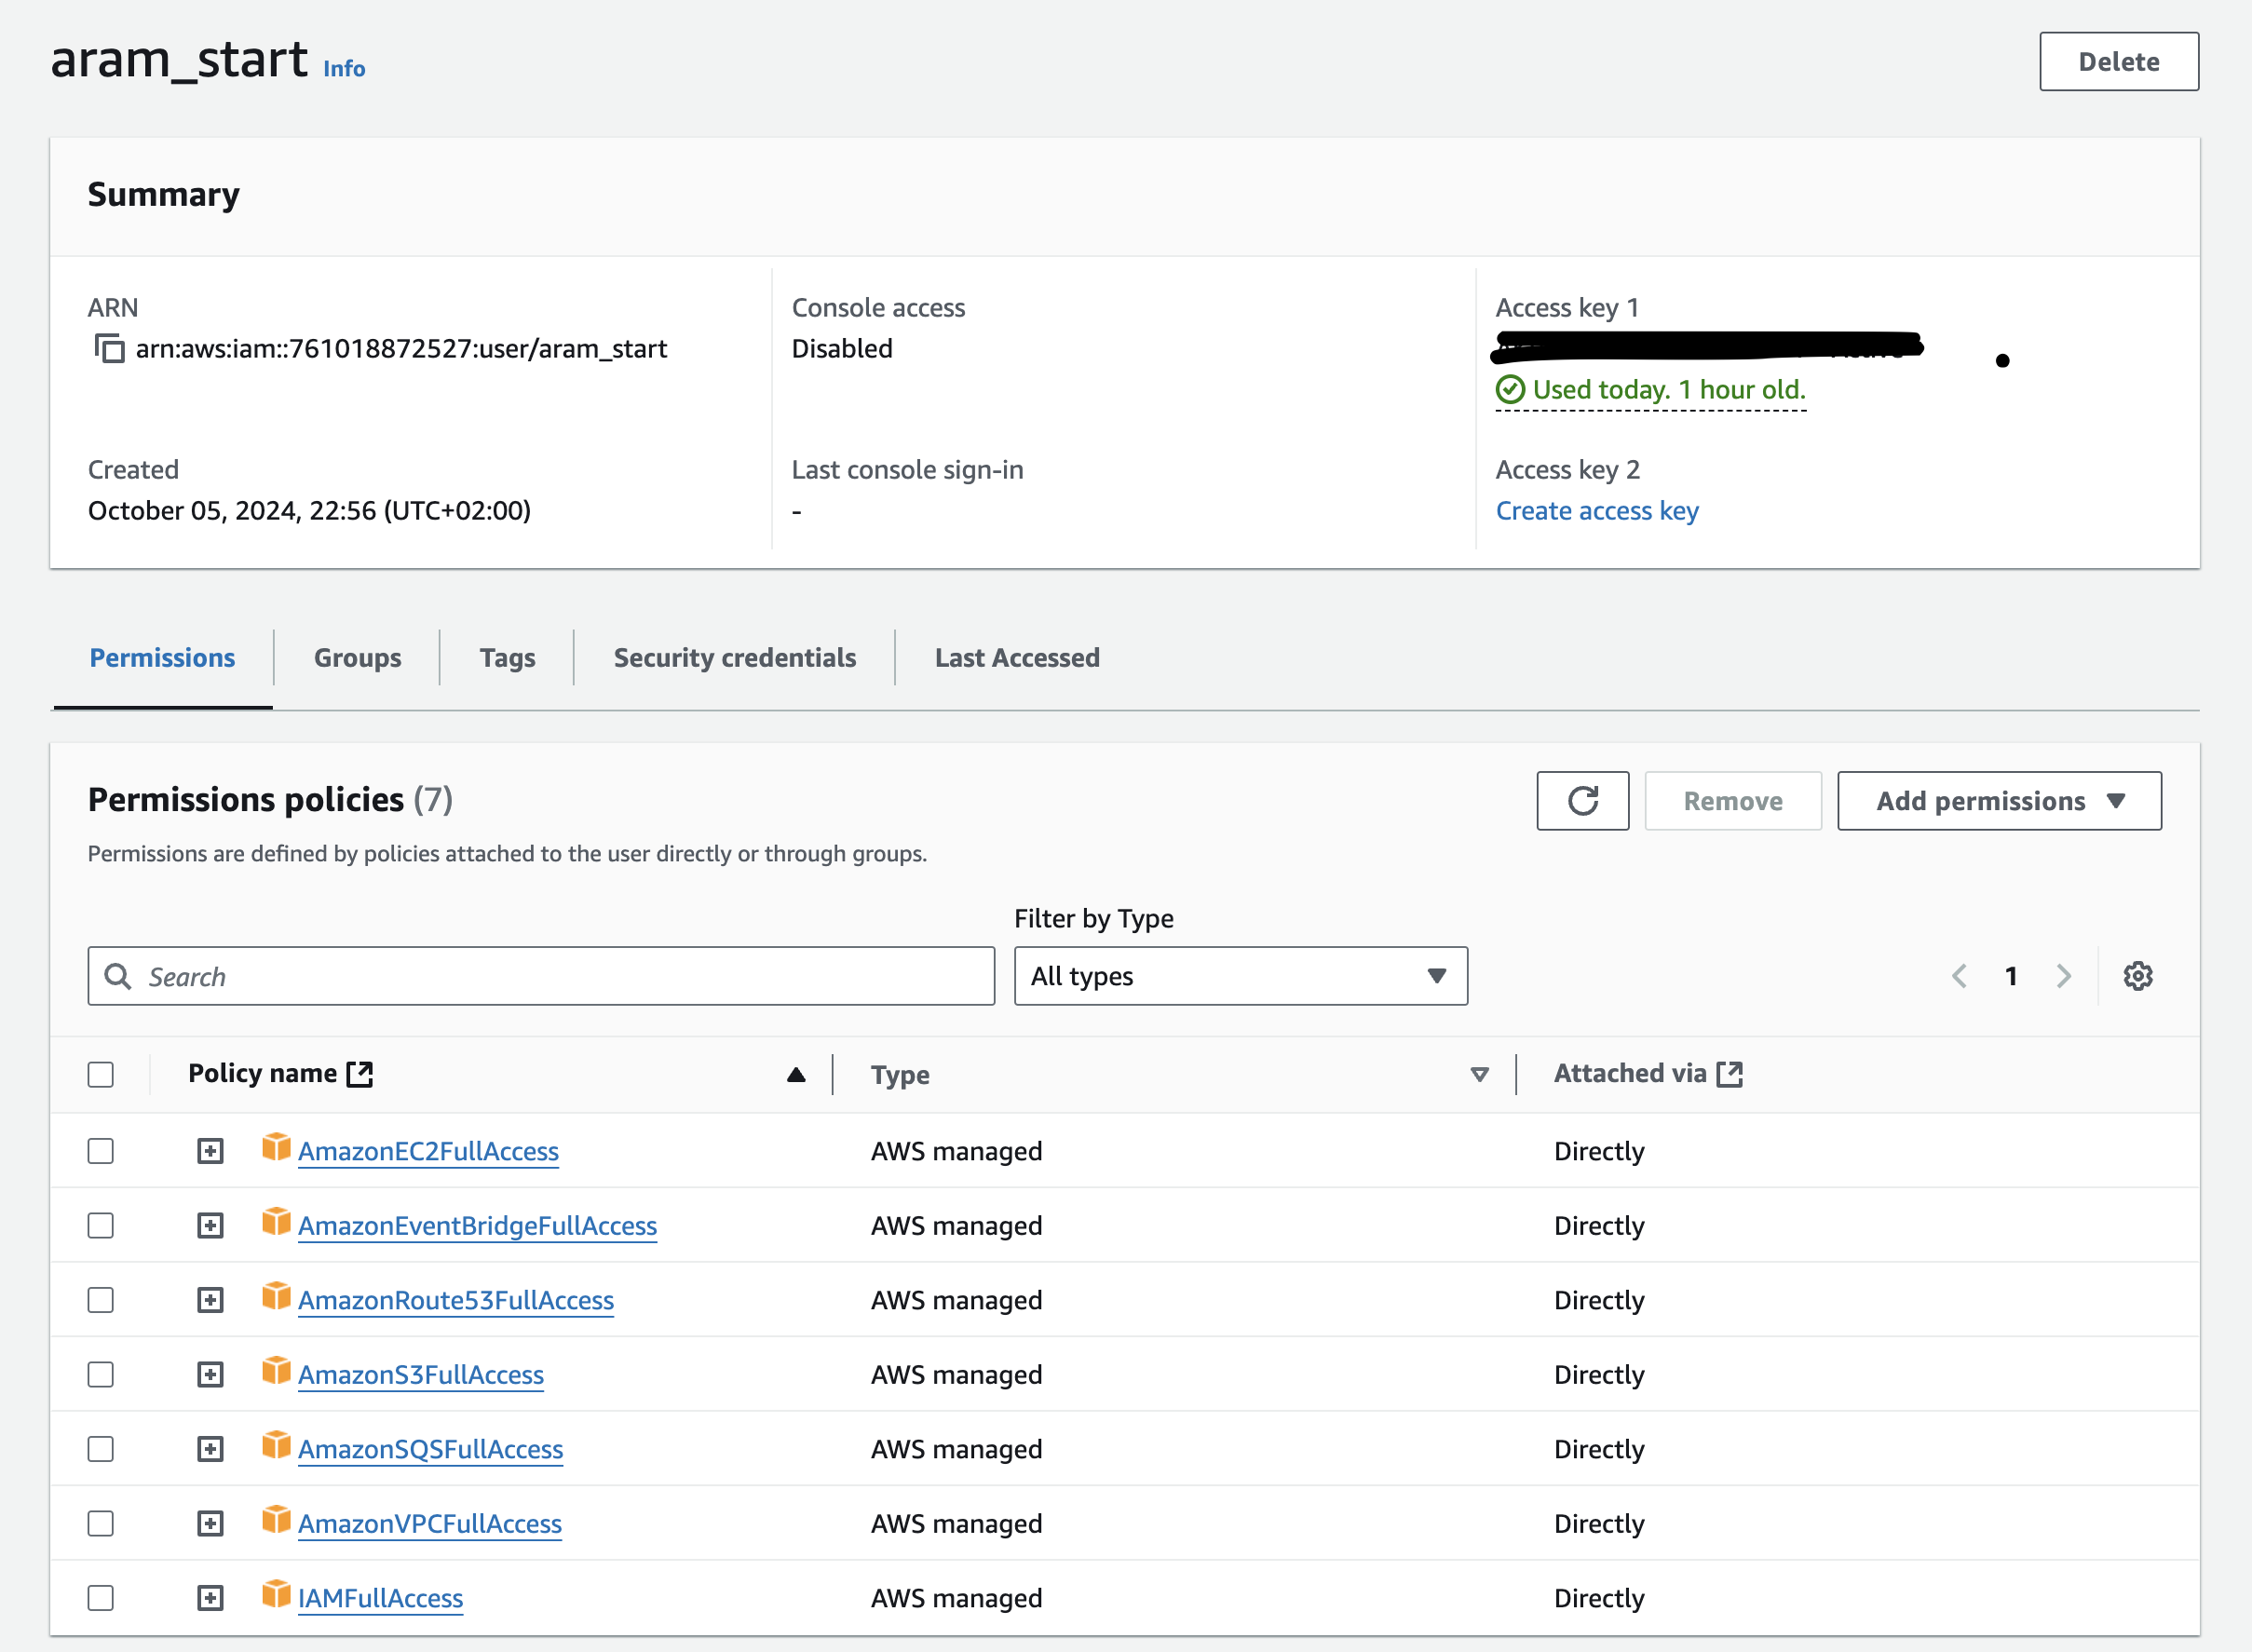 aram_start Info
Delete
Summary
ARN
arn:aws:iam::761018872527:user/aram_start
Console access
Disabled
Access key 1
Used today. 1 hour old.
Created
October 05, 2024, 22:56 (UTC+02:00)
Last console sign-in
-
Access key 2
Create access key
Permissions
Groups
Tags
Security credentials
Last Accessed
Permissions policies (7)
Remove
Add permissions
Permissions are defined by policies attached to the user directly or through groups.
Filter by Type
Search
All types
1
Policy name
Type
Attached via
AmazonEC2FullAccess AWS managed Directly
AmazonEventBridgeFullAccess AWS managed Directly
AmazonRoute53FullAccess AWS managed Directly
AmazonS3FullAccess AWS managed Directly
AmazonSQSFullAccess AWS managed Directly
AmazonVPCFullAccess AWS managed Directly
IAMFullAccess AWS managed Directly